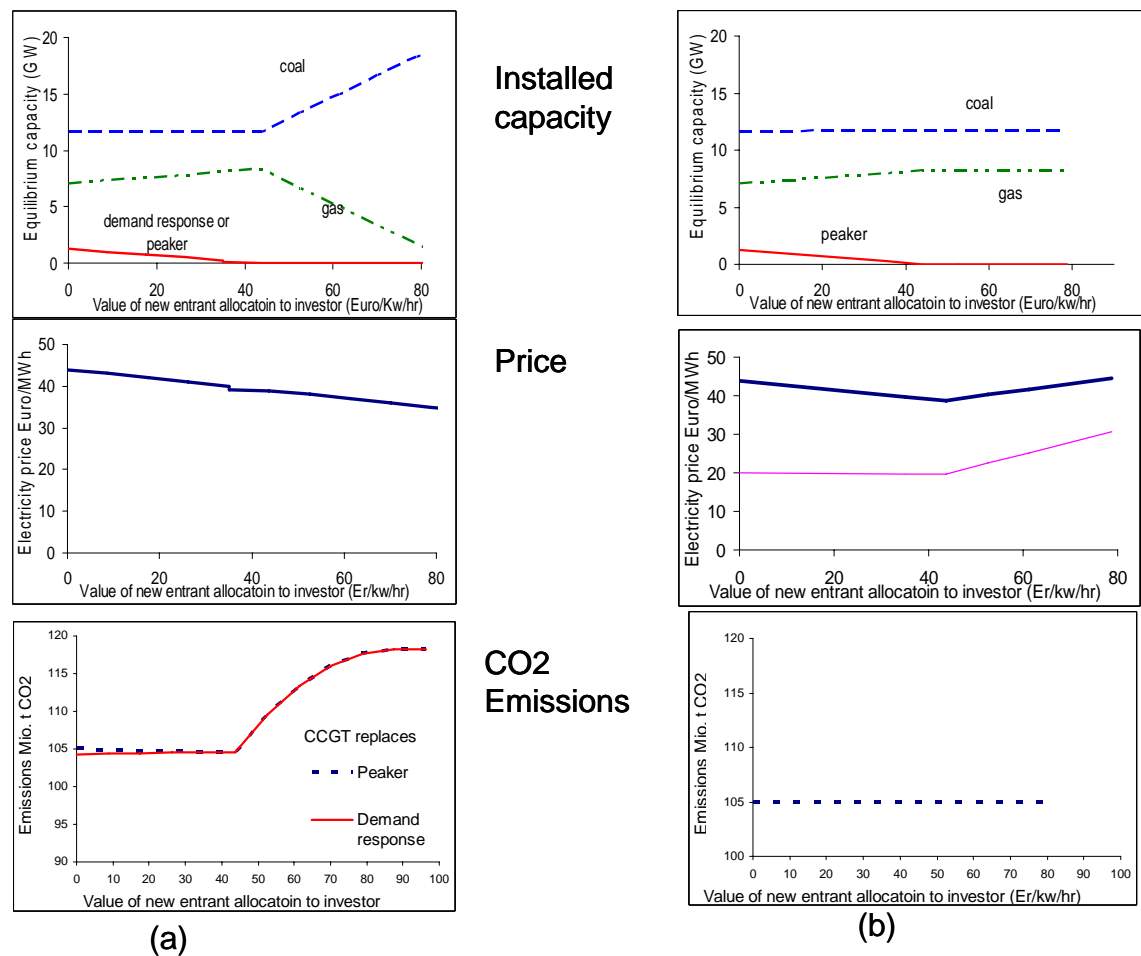 Equilibrium capacity (GW)
20
15
10
5
0
coal
gas
demand response or
peaker
0 20 40 60 80
Value of new entrant allocatoin to investor (Euro/Kw/hr)
Installed
capacity
Equilibrium capacity (GW)
20
15
10
5
0
coal
gas
peaker
0 20 40 60 80
Value of new entrant allocatoin to investor (Euro/Kw/hr)
Electricity price Euro/MWh
50
40
30
20
10
0
0 20 40 60 80
Value of new entrant allocatoin to investor (Er/kw/hr)
Price
Electricity price Euro/MWh
50
40
30
20
10
0
0 20 40 60 80
Value of new entrant allocatoin to investor (Er/kw/hr)
Emissions Mio. t CO2
120
115
110
105
100
95
90
CCGT replaces
Peaker
Demand
response
0 10 20 30 40 50 60 70 80 90 100
Value of new entrant allocatoin to investor
CO2
Emissions
Emissions Mio. t CO2
120
115
110
105
100
0 10 20 30 40 50 60 70 80 90 100
Value of new entrant allocatoin to investor (Er/kw/hr)
(a)
(b)